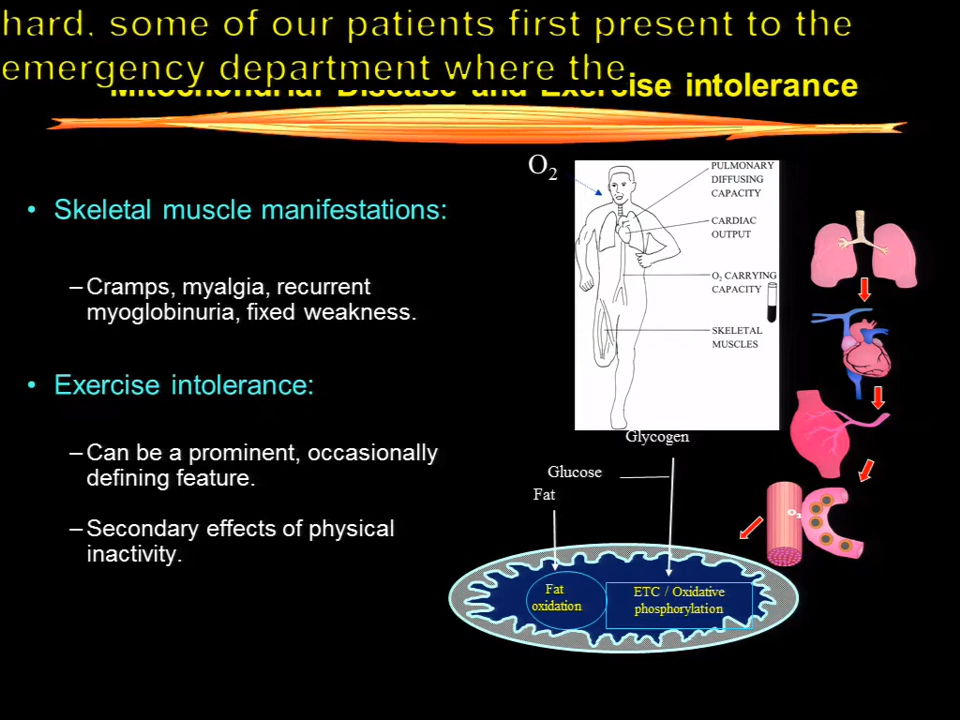 hard. some of our patients first present to the
emergency department where the
Mitochondrial Disease and Exercise intolerance
• Skeletal muscle manifestations:
– Cramps, myalgia, recurrent
myoglobinuria, fixed weakness.
• Exercise intolerance:
– Can be a prominent, occasionally
defining feature.
– Secondary effects of physical
inactivity.
O2
PULMONARY
DIFFUSING
CAPACITY
CARDIAC
OUTPUT
O2 CARRYING
CAPACITY
SKELETAL
MUSCLES
Glycogen
Glucose
Fat
O2
Fat
oxidation
ETC / Oxidative
phosphorylation